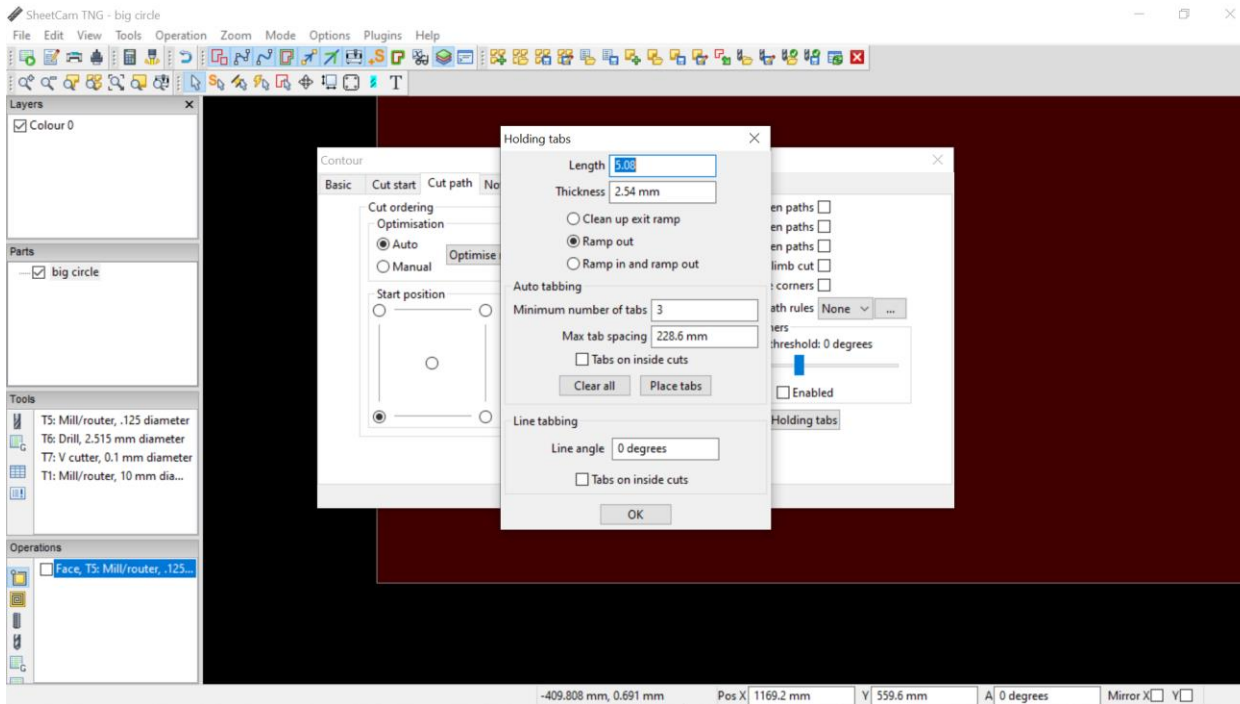 SheetCam TNG - big circle
File Edit View Tools Operation Zoom Mode Options Plugins Help
Layers
Colour 0
Parts
big circle
Tools
T5: Mill/router, .125 diameter
T6: Drill, 2.515 mm diameter
T7: V cutter, 0.1 mm diameter
T1: Mill/router, 10 mm dia...
Operations
Face, T5: Mill/router, .125...
Contour
Basic Cut start Cut path No
Cut ordering
Optimisation
Auto
Manual
Optimise
Start position
en paths
en paths
en paths
limb cut
corners
ath rules None ...
ners
threshold: 0 degrees
Enabled
Holding tabs
Holding tabs
Length 5.08
Thickness 2.54 mm
Clean up exit ramp
Ramp out
Ramp in and ramp out
Auto tabbing
Minimum number of tabs 3
Max tab spacing 228.6 mm
Tabs on inside cuts
Clear all Place tabs
Line tabbing
Line angle 0 degrees
Tabs on inside cuts
OK
-409.808 mm, 0.691 mm Pos X 1169.2 mm Y 559.6 mm A 0 degrees Mirror X Y